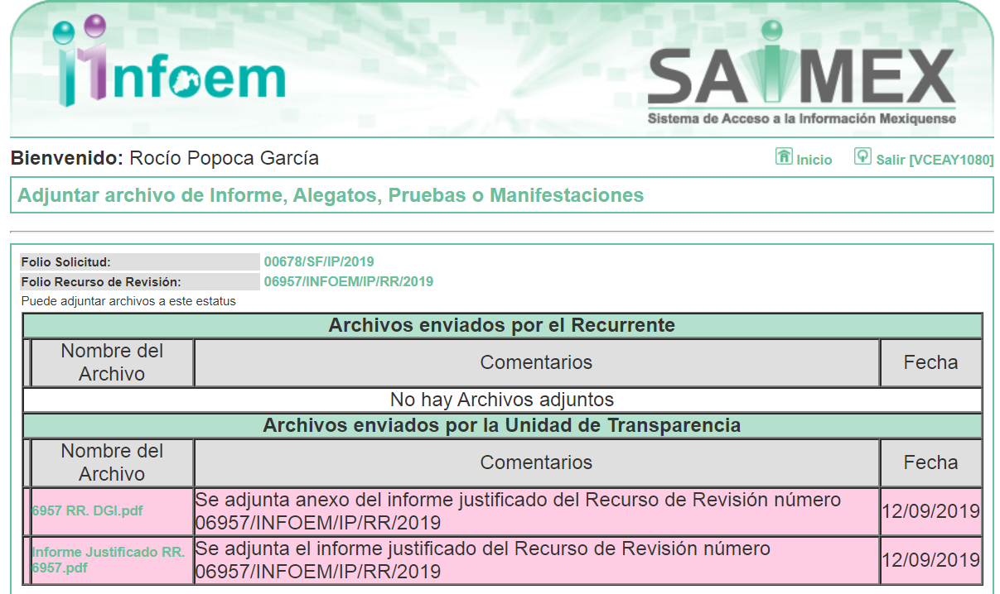 infoem
SAIMEX
Sistema de Acceso a la Información Mexiquense
Bienvenido: Rocío Popoca García
Inicio
Salir [VCEAY1080]
Adjuntar archivo de Informe, Alegatos, Pruebas o Manifestaciones
Folio Solicitud: 00678/SF/IP/2019
Folio Recurso de Revisión: 06957/INFOEM/IP/RR/2019
Puede adjuntar archivos a este estatus
Archivos enviados por el Recurrente
Nombre del
Archivo
Comentarios
Fecha
No hay Archivos adjuntos
Archivos enviados por la Unidad de Transparencia
Nombre del
Archivo
Comentarios
Fecha
6957 RR. DGI.pdf
Se adjunta anexo del informe justificado del Recurso de Revisión número
06957/INFOEM/IP/RR/2019
12/09/2019
Informe Justificado RR.
6957.pdf
Se adjunta el informe justificado del Recurso de Revisión número
06957/INFOEM/IP/RR/2019
12/09/2019